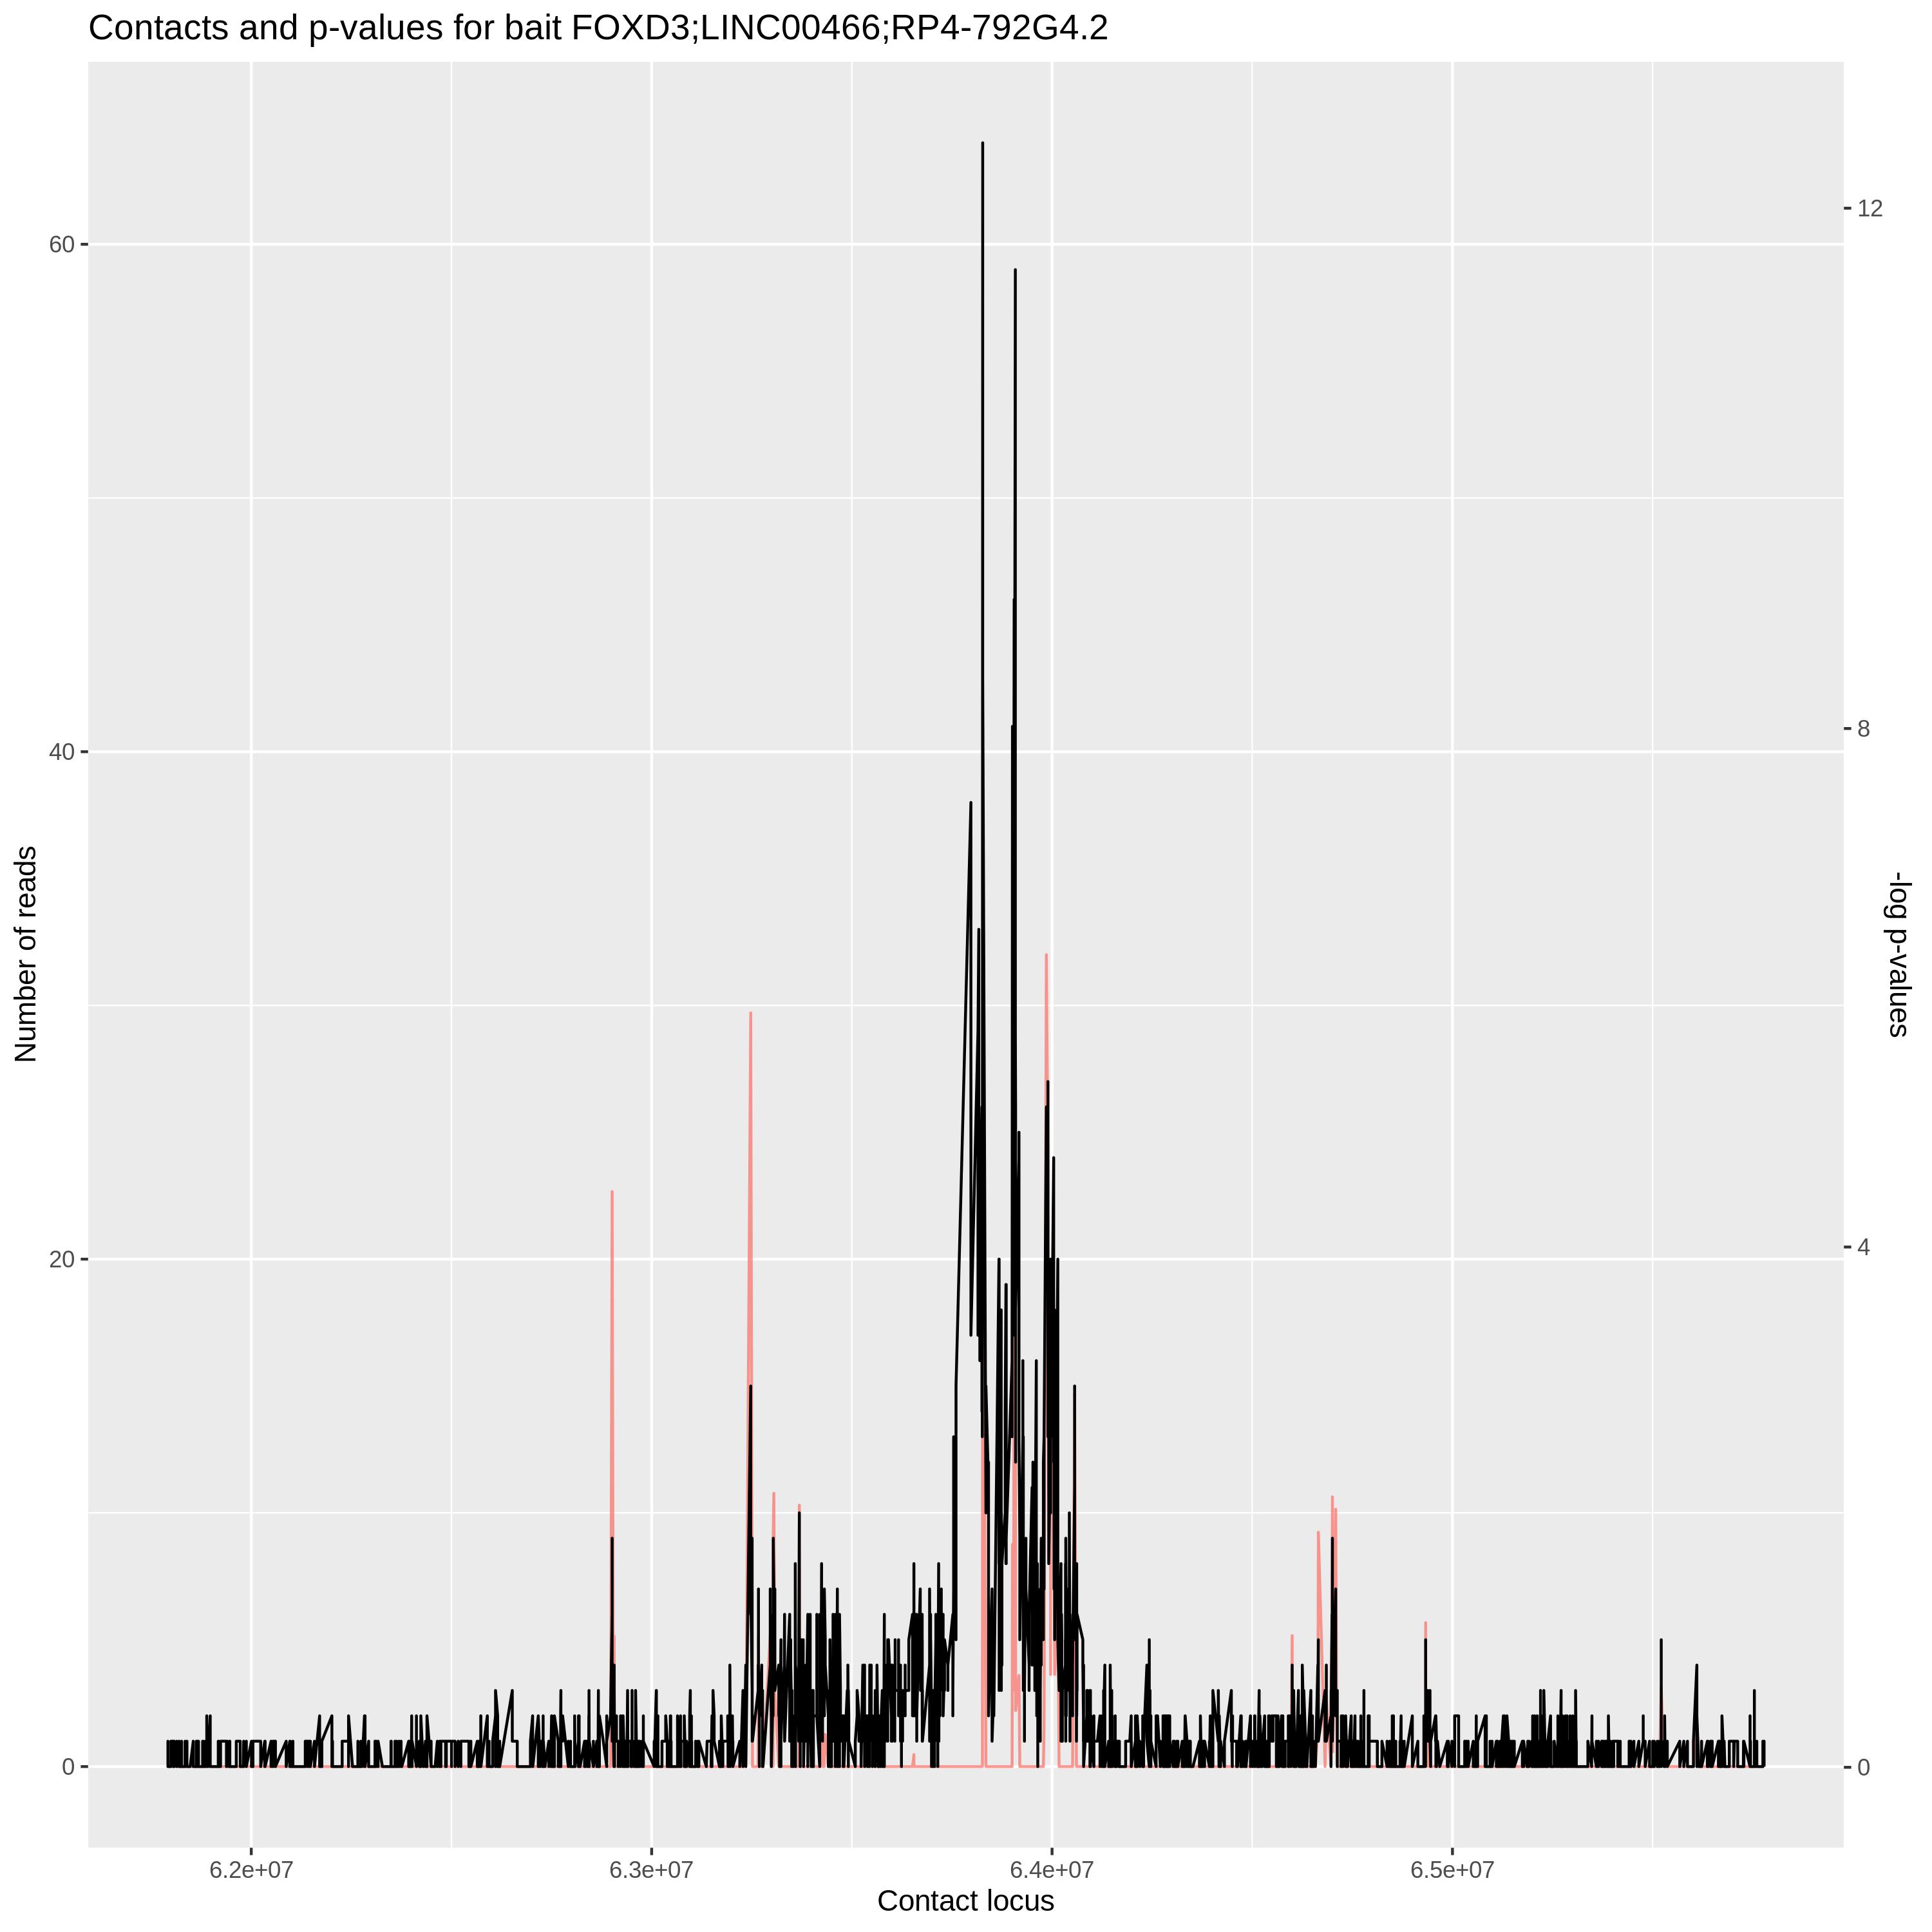 Contacts and p-values for bait FOXD3;LINC00466;RP4-792G4.2
60
40
20
0
Number of reads
12
8
4
0
-log p-values
6.2e+07
6.3e+07
6.4e+07
6.5e+07
Contact locus